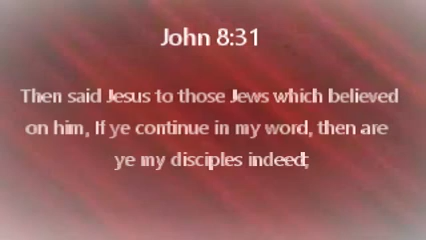 John 8:31
Then said Jesus to those Jews which believed
on him, If ye continue in my word, then are
ye my disciples indeed;